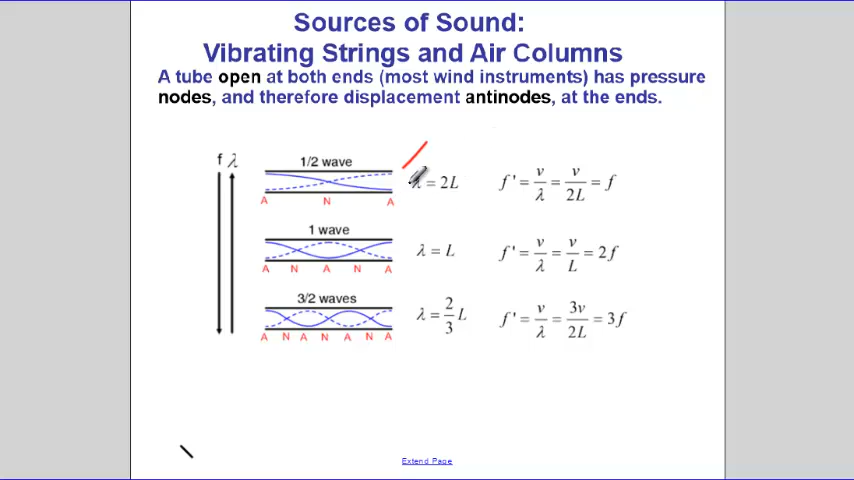 Sources of Sound:
Vibrating Strings and Air Columns
A tube open at both ends (most wind instruments) has pressure
nodes, and therefore displacement antinodes, at the ends.
f λ
1/2 wave
A N A
λ = 2L
f' = v/λ = v/2L = f
1 wave
A N A N A
λ = L
f' = v/λ = v/L = 2f
3/2 waves
A N A N A N A
λ = 2/3 L
f' = v/λ = 3v/2L = 3f
Extend Page